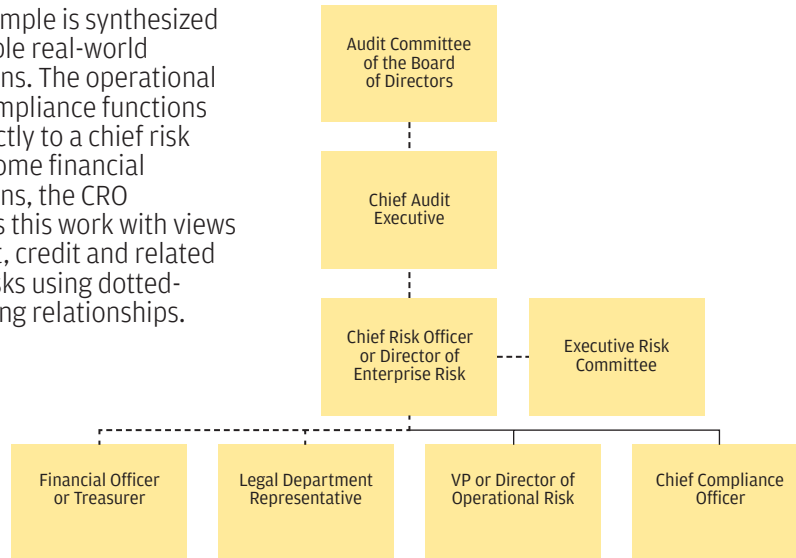 mple is synthesized
ple real-world
ns. The operational
mpliance functions
ctly to a chief risk
ome financial
ns, the CRO
s this work with views
t, credit and related
sks using dotted-
ng relationships.
Audit Committee
of the Board
of Directors
Chief Audit
Executive
Chief Risk Officer
or Director of
Enterprise Risk
Executive Risk
Committee
Financial Officer
or Treasurer
Legal Department
Representative
VP or Director of
Operational Risk
Chief Compliance
Officer